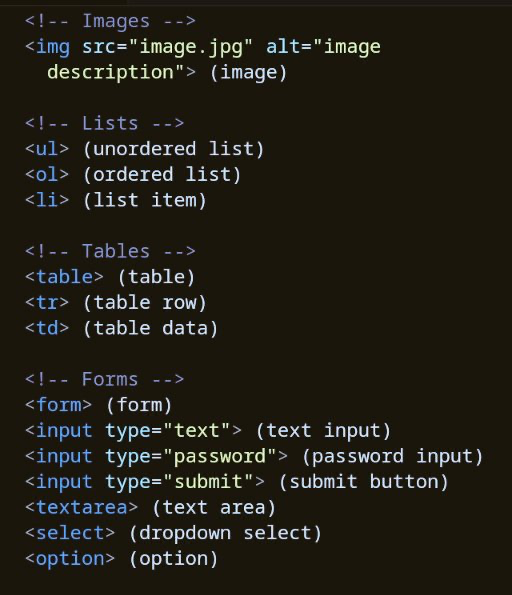 <!-- Images -->
<img src="image.jpg" alt="image
description"> (image)
<!-- Lists -->
<ul> (unordered list)
<ol> (ordered list)
<li> (list item)
<!-- Tables -->
<table> (table)
<tr> (table row)
<td> (table data)
<!-- Forms -->
<form> (form)
<input type="text"> (text input)
<input type="password"> (password input)
<input type="submit"> (submit button)
<textarea> (text area)
<select> (dropdown select)
<option> (option)